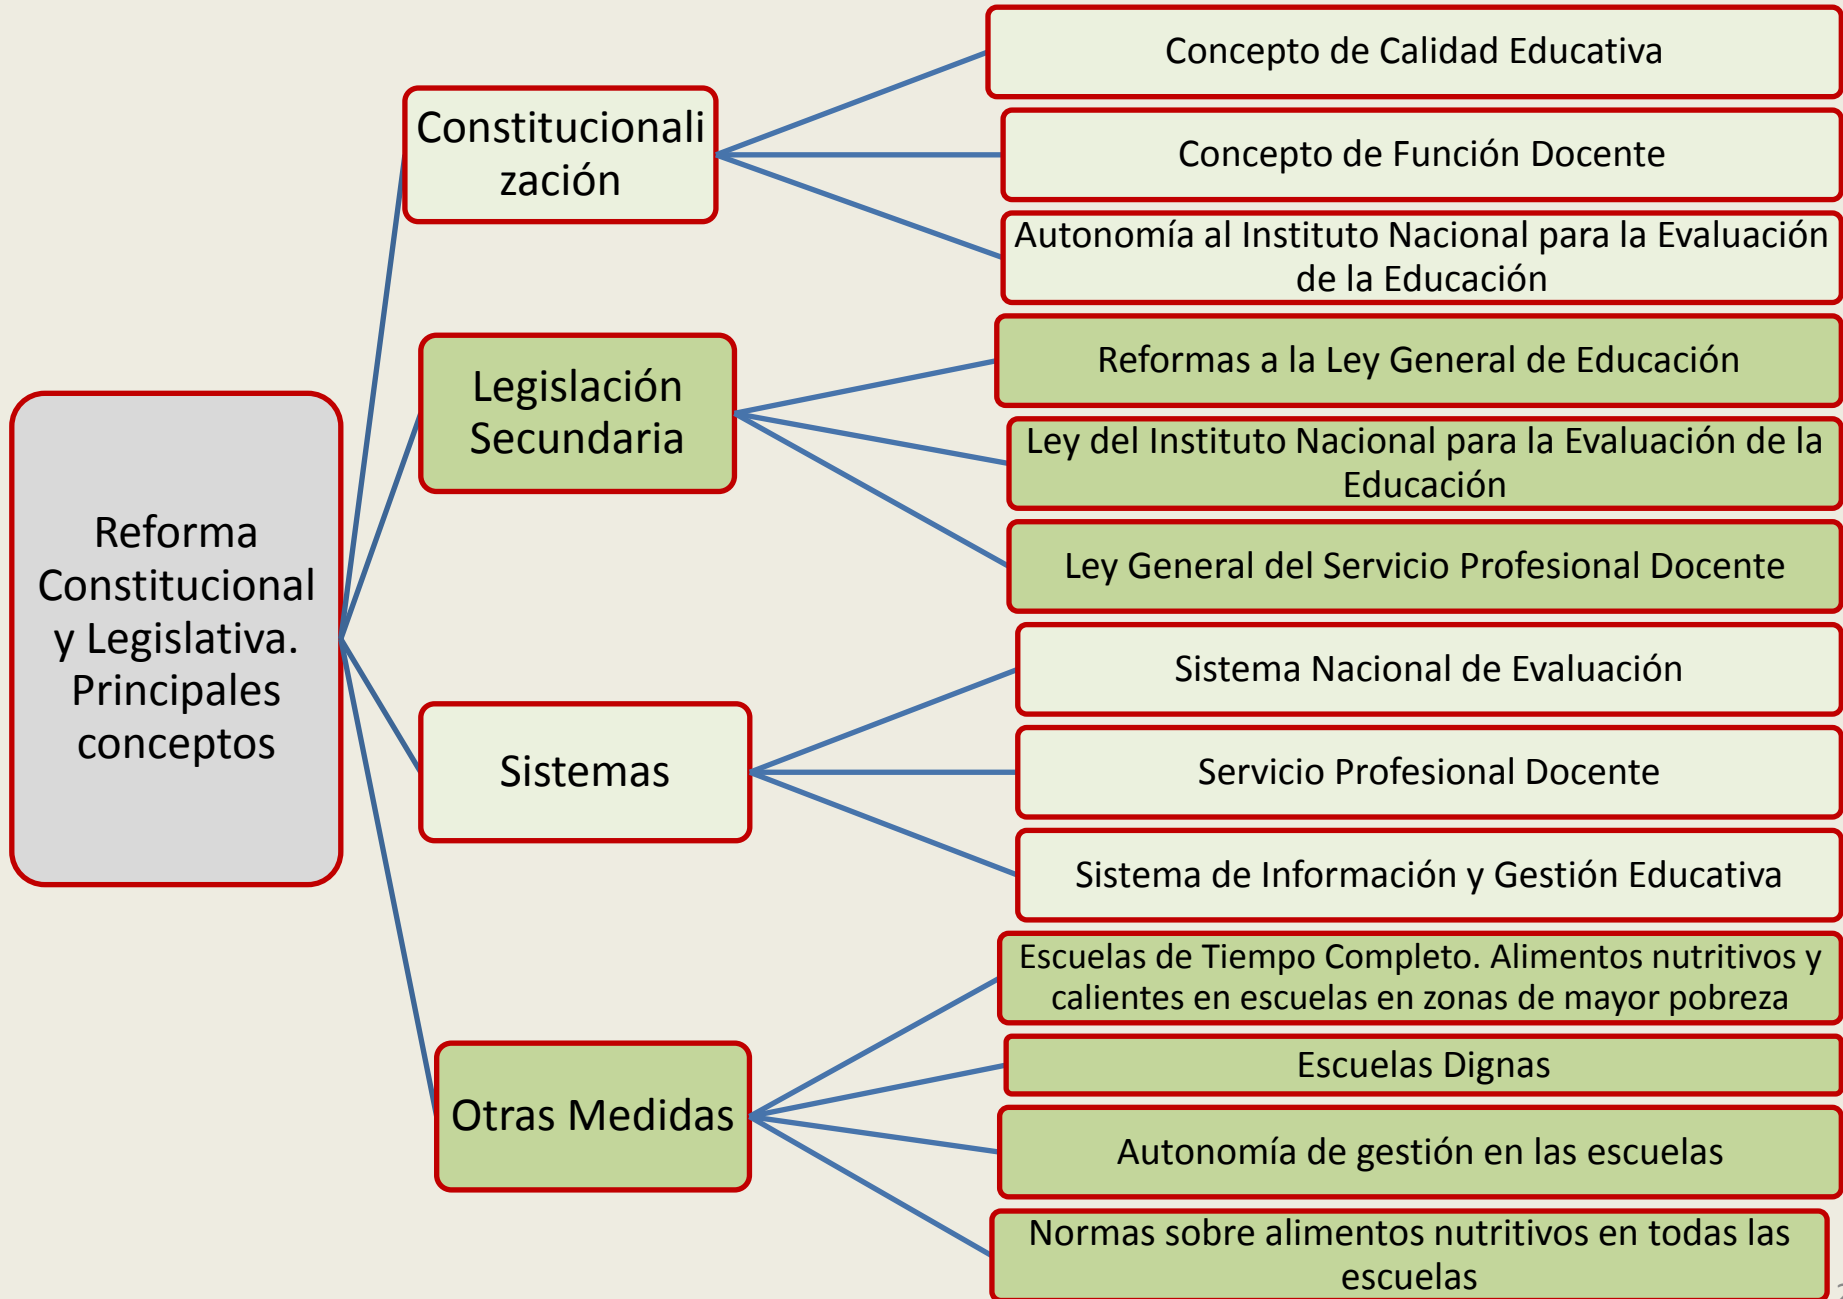 Reforma
Constitucional
y Legislativa.
Principales
conceptos
Constitucionali
zación
Concepto de Calidad Educativa
Concepto de Función Docente
Autonomía al Instituto Nacional para la Evaluación
de la Educación
Legislación
Secundaria
Reformas a la Ley General de Educación
Ley del Instituto Nacional para la Evaluación de la
Educación
Ley General del Servicio Profesional Docente
Sistemas
Sistema Nacional de Evaluación
Servicio Profesional Docente
Sistema de Información y Gestión Educativa
Otras Medidas
Escuelas de Tiempo Completo. Alimentos nutritivos y
calientes en escuelas en zonas de mayor pobreza
Escuelas Dignas
Autonomía de gestión en las escuelas
Normas sobre alimentos nutritivos en todas las
escuelas